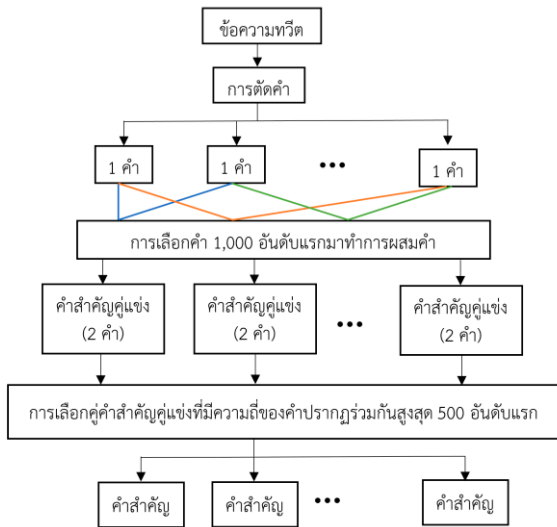 ข้อความทวีต
การตัดคำ
1 คำ 1 คำ ••• 1 คำ
การเลือกคำ 1,000 อันดับแรกมาทำการผสมคำ
คำสำคัญคู่แข่ง คำสำคัญคู่แข่ง ••• คำสำคัญคู่แข่ง
(2 คำ) (2 คำ) (2 คำ)
การเลือกคู่คำสำคัญคู่แข่งที่มีความถี่ของคำปรากฏร่วมกันสูงสุด 500 อันดับแรก
คำสำคัญ คำสำคัญ ••• คำสำคัญ